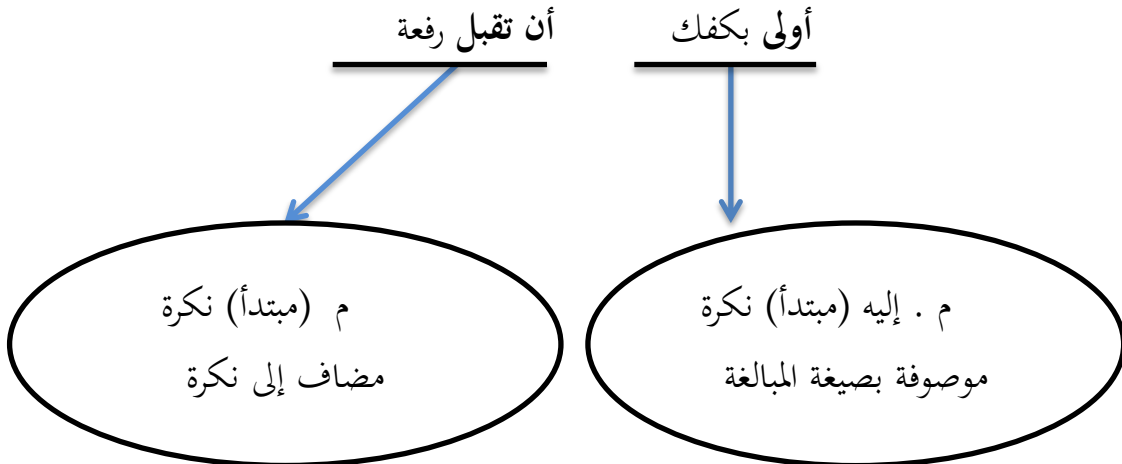 أولى بكفك أن تقبل رفعة
م . إليه (مبتدأ) نكرة
موصوفة بصيغة المبالغة
م (مبتدأ) نكرة
مضاف إلى نكرة